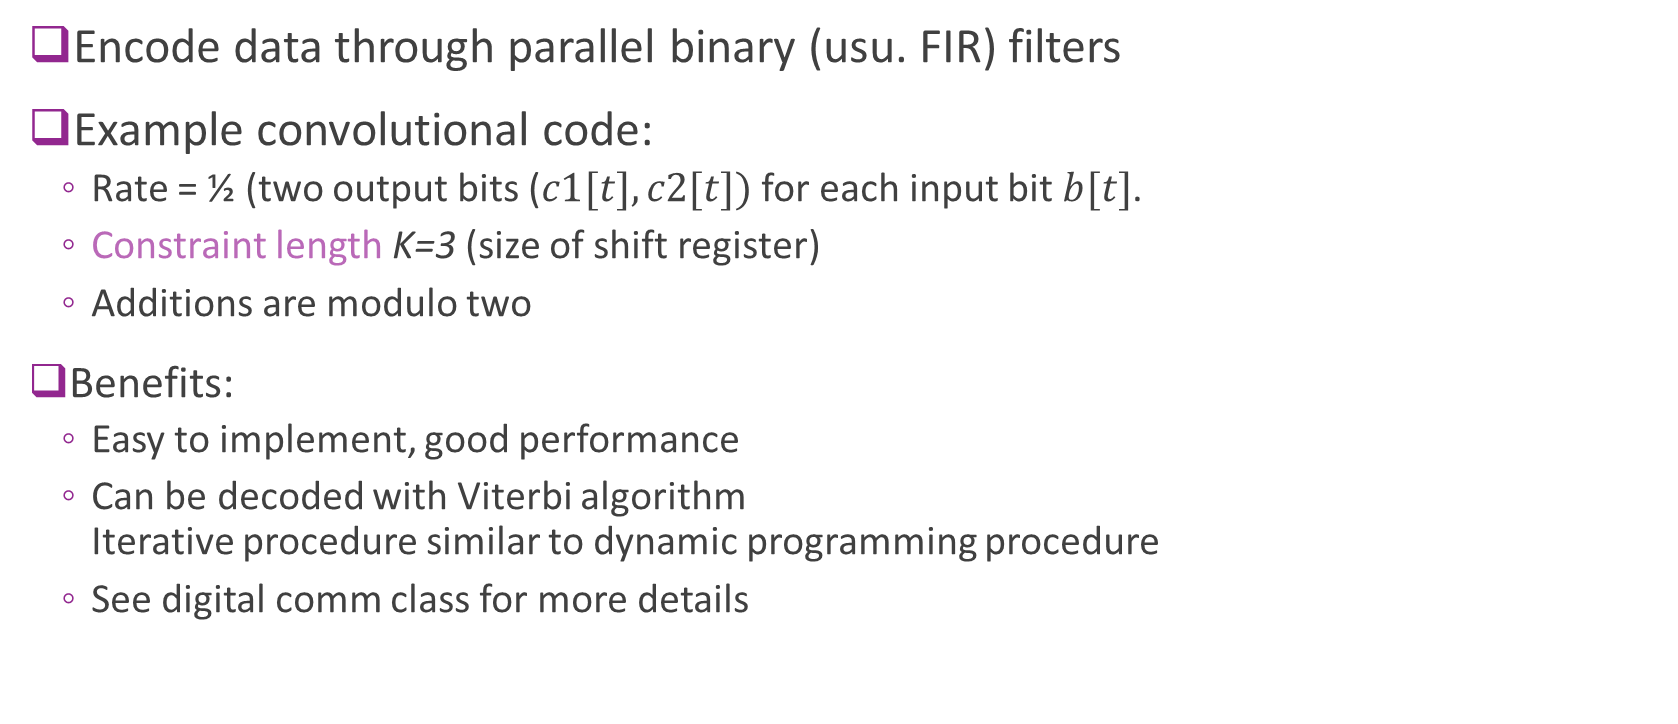 ❑Encode data through parallel binary (usu. FIR) filters
❑Example convolutional code:
◦ Rate = ½ (two output bits (c1[t], c2[t]) for each input bit b[t].
◦ Constraint length K=3 (size of shift register)
◦ Additions are modulo two
❑Benefits:
◦ Easy to implement, good performance
◦ Can be decoded with Viterbi algorithm
Iterative procedure similar to dynamic programming procedure
◦ See digital comm class for more details